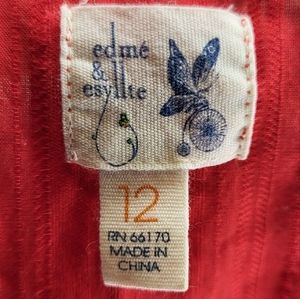 edmé
&
esyllte
12
RN 66170
MADE IN
CHINA